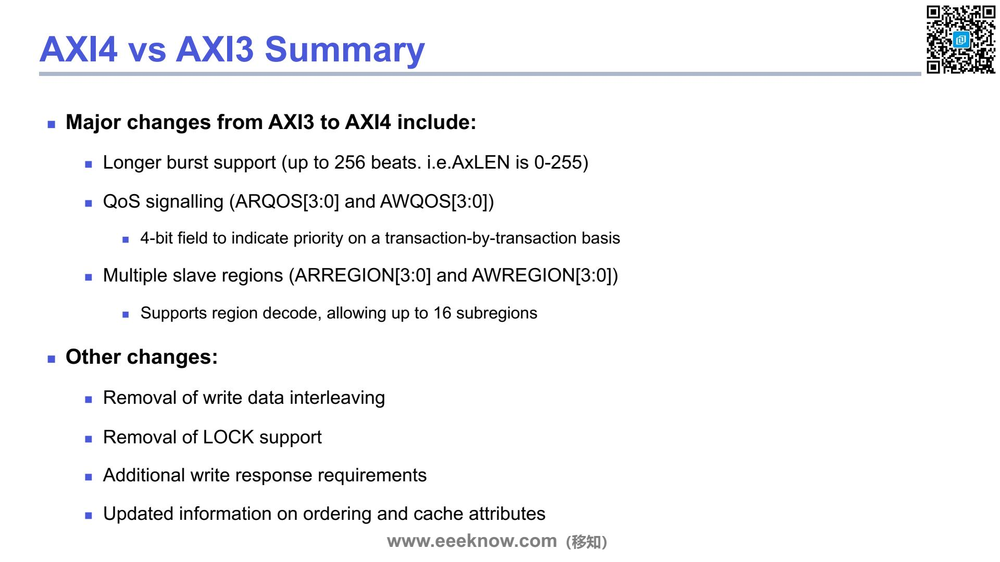 AXI4 vs AXI3 Summary
Major changes from AXI3 to AXI4 include:
Longer burst support (up to 256 beats. i.e.AxLEN is 0-255)
QoS signalling (ARQOS[3:0] and AWQOS[3:0])
4-bit field to indicate priority on a transaction-by-transaction basis
Multiple slave regions (ARREGION[3:0] and AWREGION[3:0])
Supports region decode, allowing up to 16 subregions
Other changes:
Removal of write data interleaving
Removal of LOCK support
Additional write response requirements
Updated information on ordering and cache attributes
www.eeeknow.com (移知)